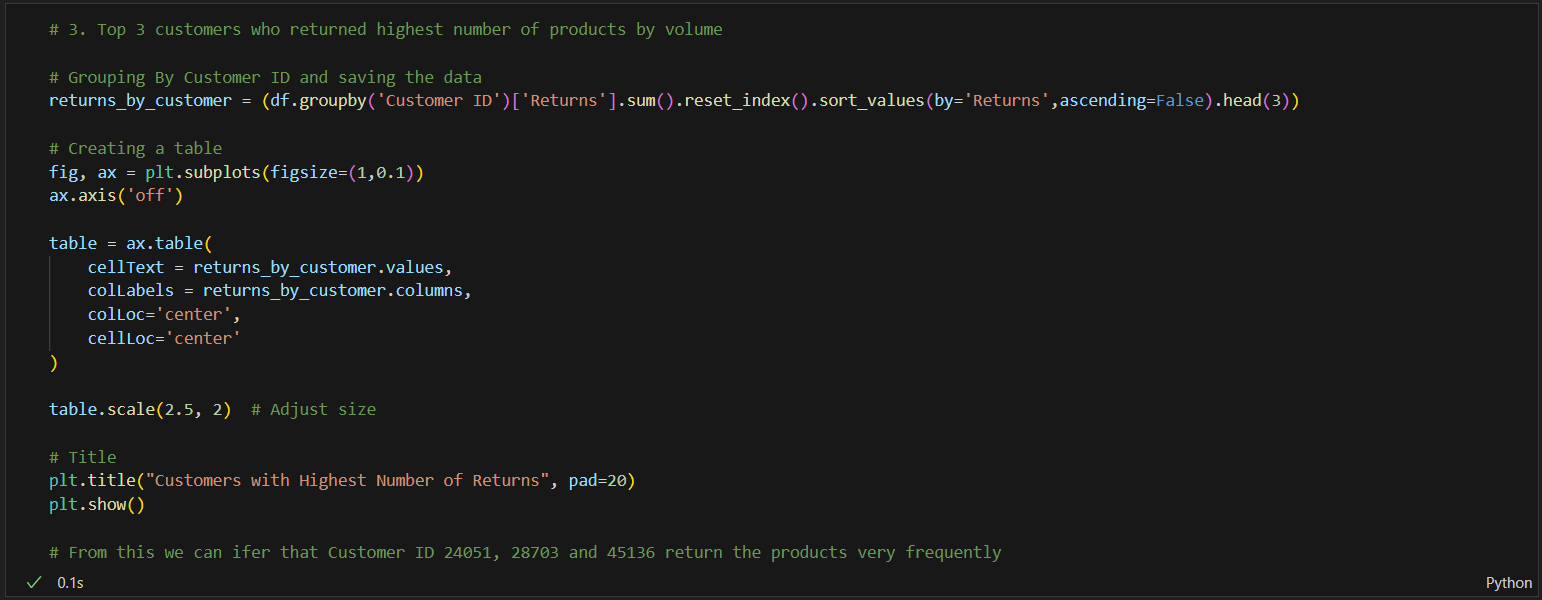 # 3. Top 3 customers who returned highest number of products by volume
# Grouping By Customer ID and saving the data
returns_by_customer = (df.groupby('Customer ID')['Returns'].sum().reset_index().sort_values(by='Returns',ascending=False).head(3))
# Creating a table
fig, ax = plt.subplots(figsize=(1,0.1))
ax.axis('off')
table = ax.table(
    cellText = returns_by_customer.values,
    colLabels = returns_by_customer.columns,
    colLoc='center',
    cellLoc='center'
)
table.scale(2.5, 2)  # Adjust size
# Title
plt.title("Customers with Highest Number of Returns", pad=20)
plt.show()
# From this we can ifer that Customer ID 24051, 28703 and 45136 return the products very frequently
0.1s
Python